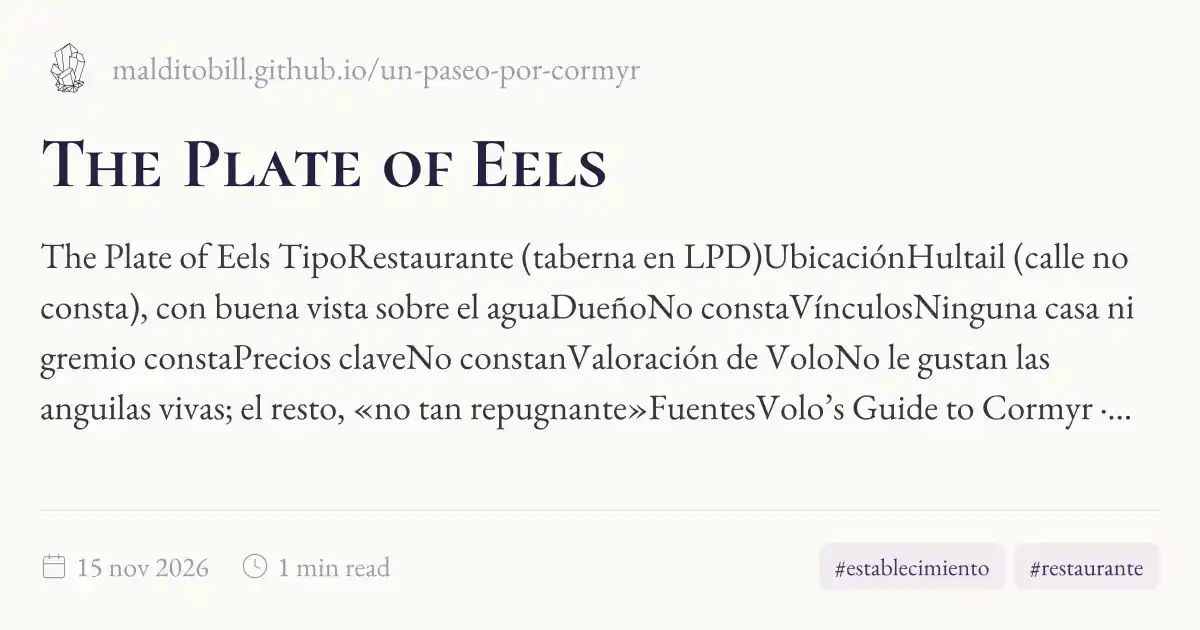 malditobill.github.io/un-paseo-por-cormyr
The Plate of Eels
The Plate of Eels TipoRestaurante (taberna en LPD)UbicaciónHultail (calle no
consta), con buena vista sobre el aguaDueñoNo constaVínculosNinguna casa ni
gremio constaPrecios claveNo constanValoración de VoloNo le gustan las
anguilas vivas; el resto, «no tan repugnante»FuentesVolo’s Guide to Cormyr ·...
15 nov 2026
1 min read
#establecimiento
#restaurante